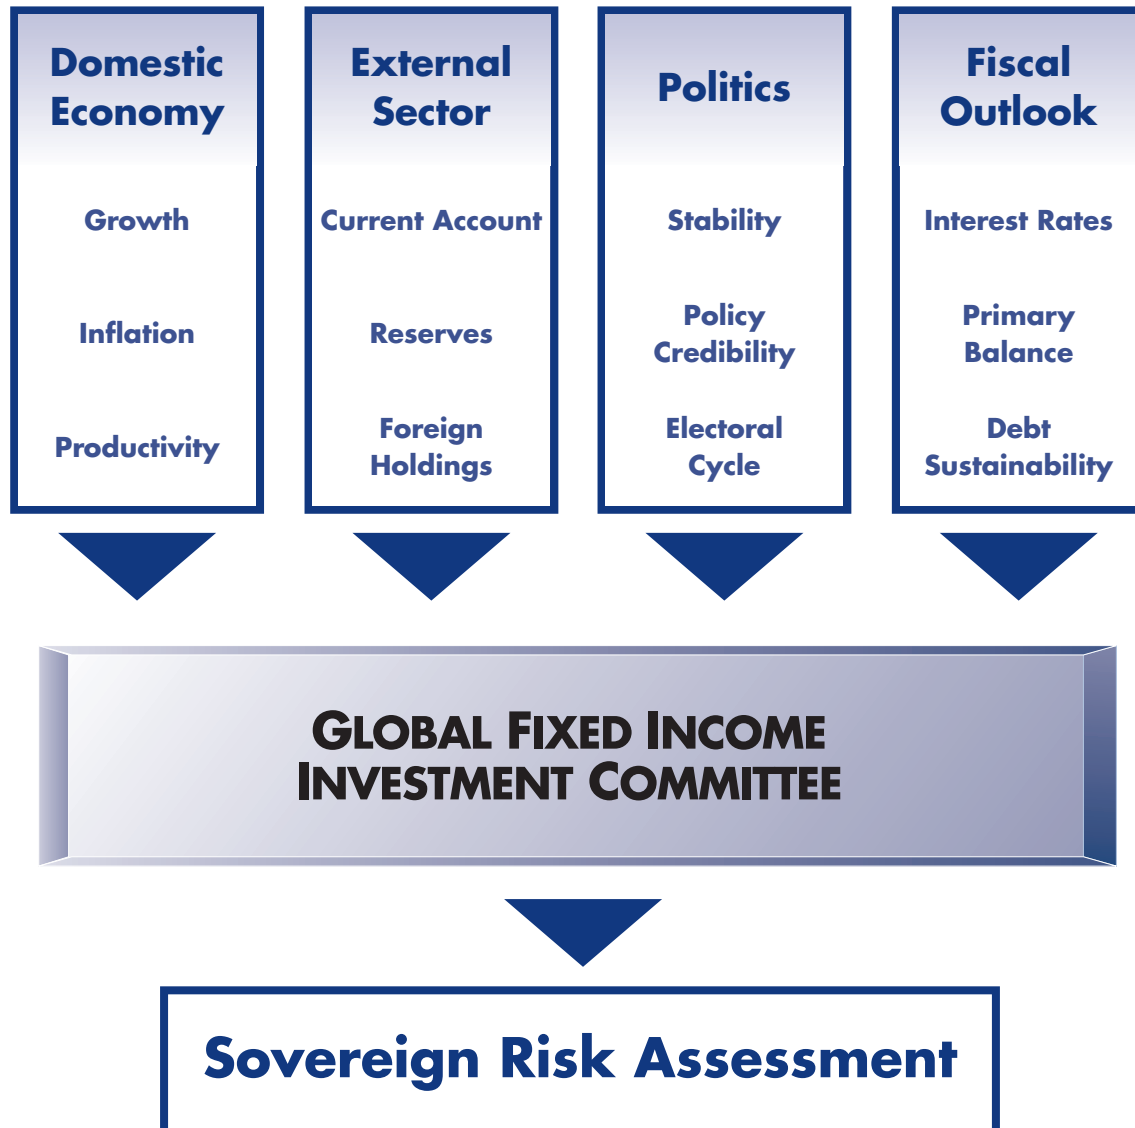 Domestic
Economy
Growth
Inflation
Productivity
External
Sector
Current Account
Reserves
Foreign
Holdings
Politics
Stability
Policy
Credibility
Electoral
Cycle
Fiscal
Outlook
Interest Rates
Primary
Balance
Debt
Sustainability
GLOBAL FIXED INCOME
INVESTMENT COMMITTEE
Sovereign Risk Assessment